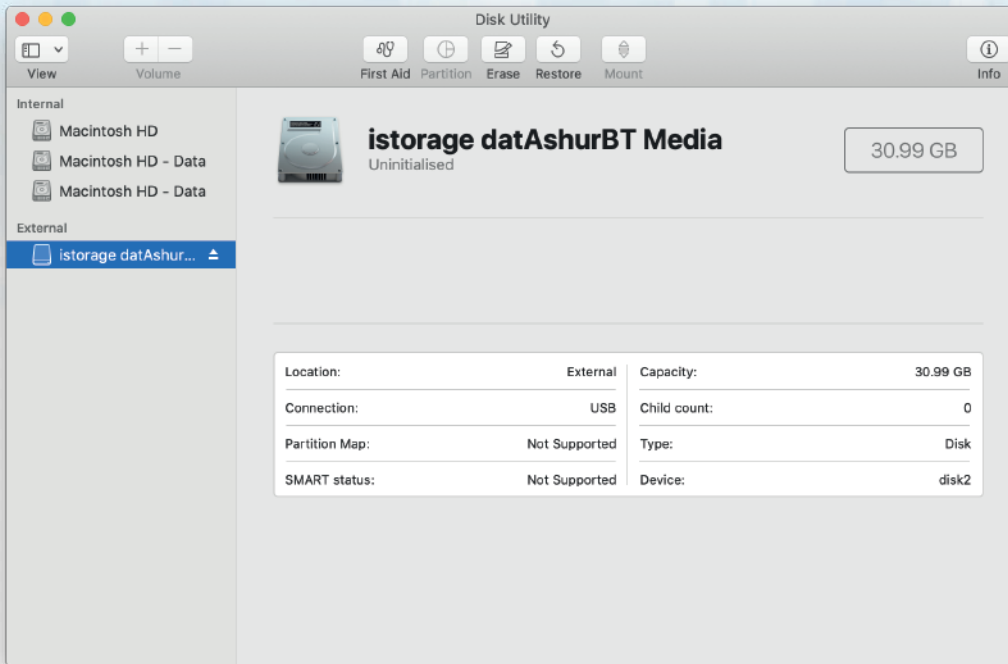 Disk Utility
View Volume First Aid Partition Erase Restore Mount Info
Internal
Macintosh HD
Macintosh HD - Data
Macintosh HD - Data
External
istorage datAshur...
istorage datAshurBT Media
Uninitialised
30.99 GB
Location: External Capacity: 30.99 GB
Connection: USB Child count: 0
Partition Map: Not Supported Type: Disk
SMART status: Not Supported Device: disk2